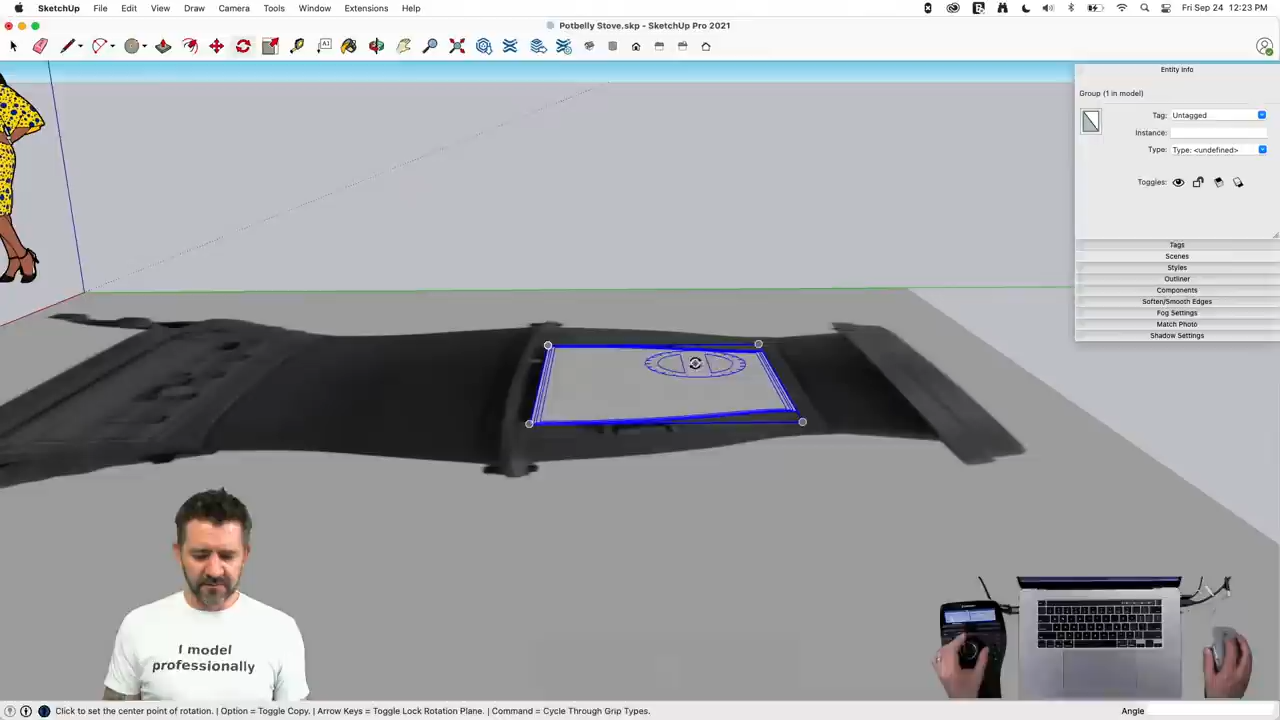 SketchUp File Edit View Draw Camera Tools Window Extensions Help
Fri Sep 24 12:23 PM
Potbelly Stove.skp - SketchUp Pro 2021
Entity Info
Group (1 in model)
Tag: Untagged
Instance:
Type: Type: <undefined>
Toggles:
Tags
Scenes
Styles
Outliner
Components
Soften/Smooth Edges
Fog Settings
Match Photo
Shadow Settings
I model
professionally
Click to set the center point of rotation. | Option = Toggle Copy. | Arrow Keys = Toggle Lock Rotation Plane. | Command = Cycle Through Grip Types.
Angle